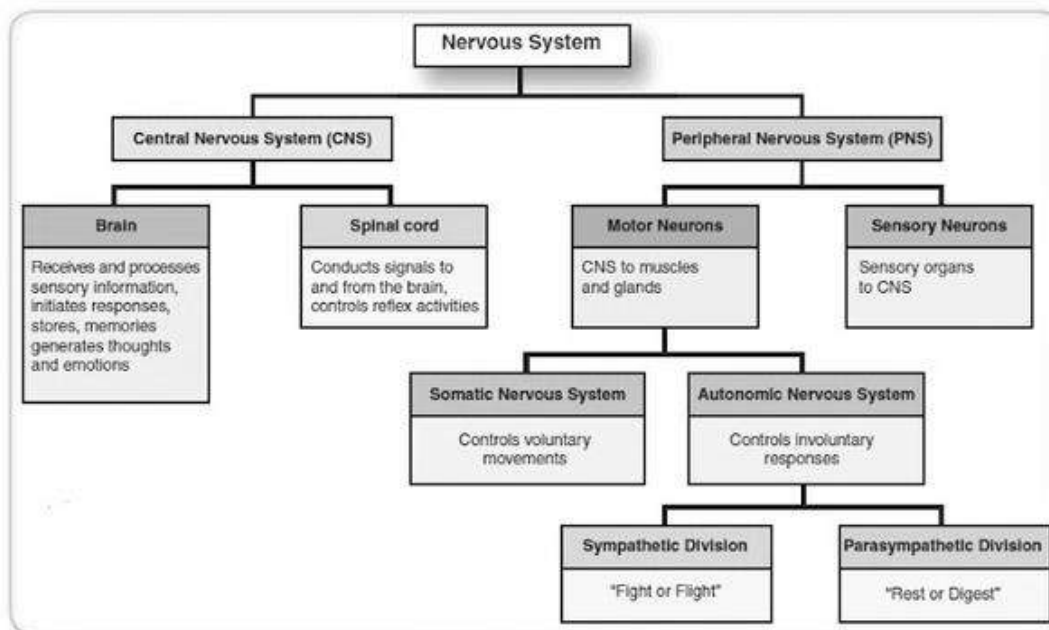 Nervous System
Central Nervous System (CNS)
Peripheral Nervous System (PNS)
Brain
Receives and processes
sensory information,
initiates responses,
stores, memories
generates thoughts
and emotions
Spinal cord
Conducts signals to
and from the brain,
controls reflex activities
Motor Neurons
CNS to muscles
and glands
Sensory Neurons
Sensory organs
to CNS
Somatic Nervous System
Controls voluntary
movements
Autonomic Nervous System
Controls involuntary
responses
Sympathetic Division
"Fight or Flight"
Parasympathetic Division
"Rest or Digest"